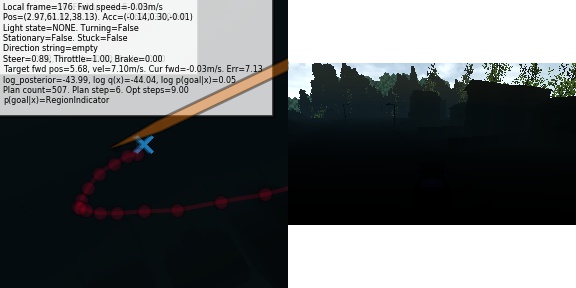 Local frame=176: Fwd speed=-0.03m/s
Pos=(2.97,61.12,38.13). Acc=(-0.14,0.30,-0.01)
Light state=NONE. Turning=False
Stationary=False. Stuck=False
Direction string=empty
Steer=0.89, Throttle=1.00, Brake=0.00
Target fwd pos=5.68, vel=7.10m/s. Cur fwd=-0.03m/s. Err=7.13
log_posterior=-43.99, log q(x)=-44.04, log p(goal|x)=0.05
Plan count=507. Plan step=6. Opt steps=9.00
p(goal|x)=RegionIndicator